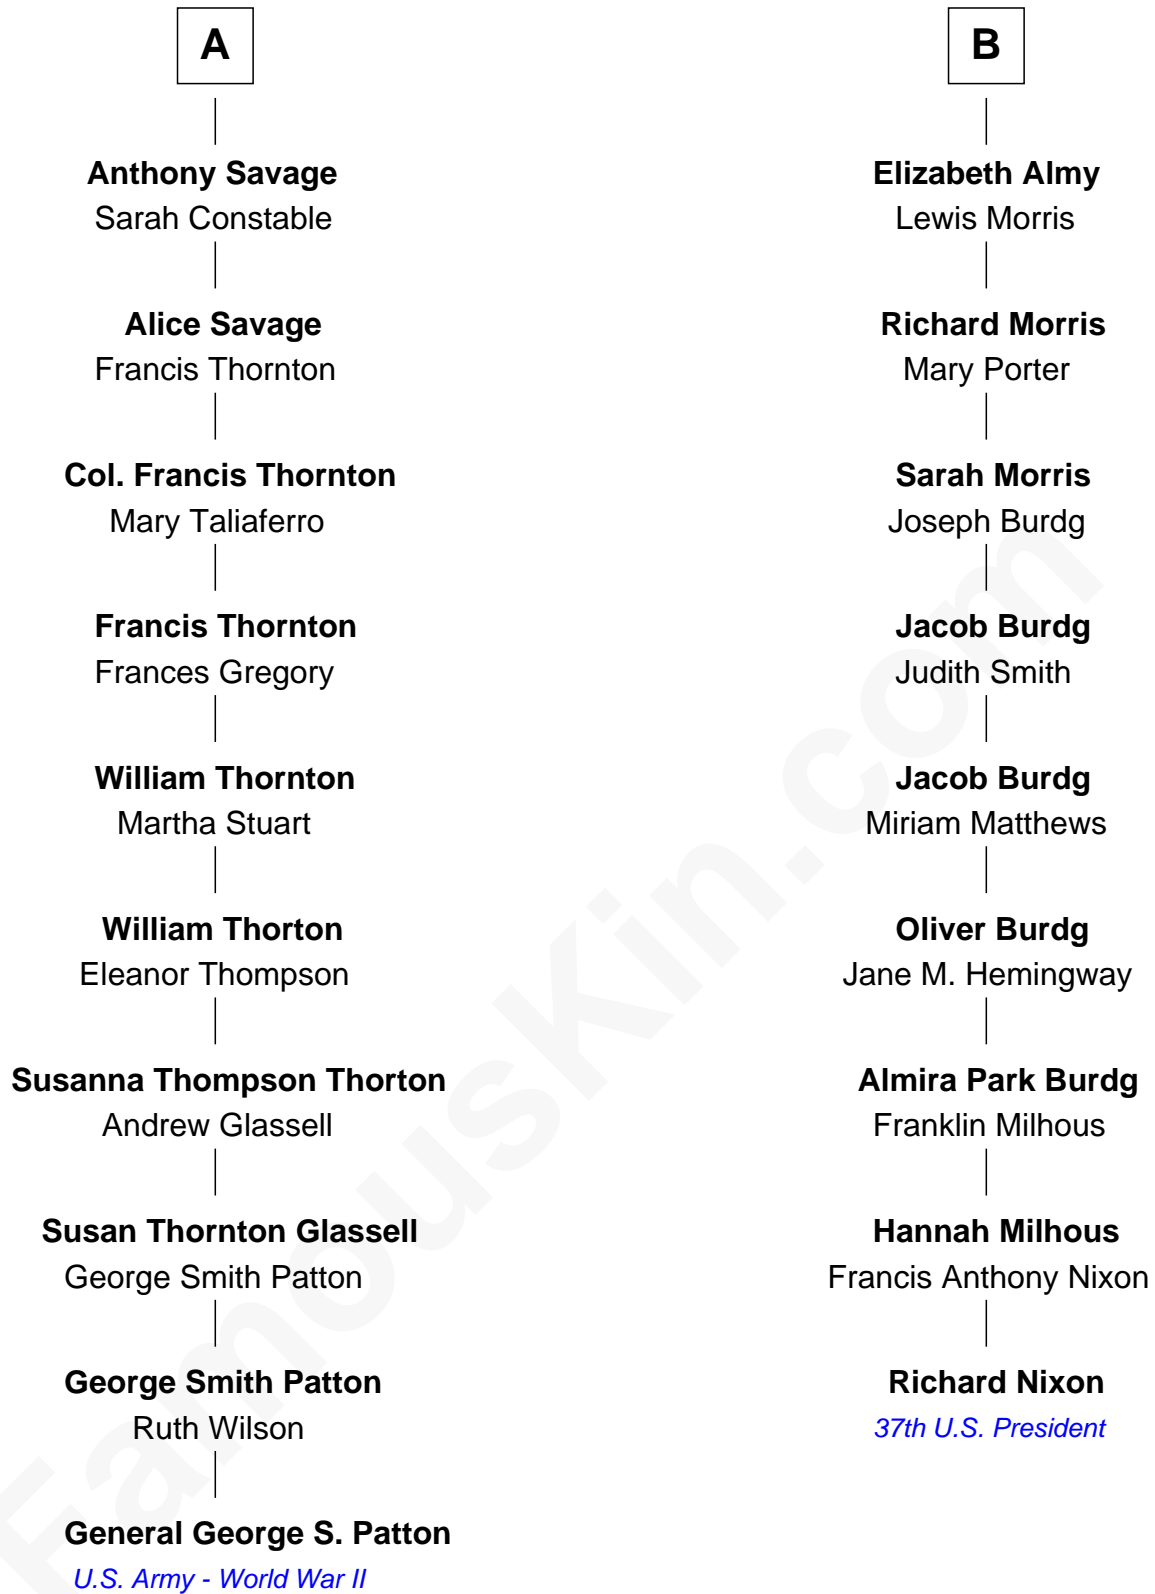 A
Anthony Savage
Sarah Constable
Alice Savage
Francis Thornton
Col. Francis Thornton
Mary Taliaferro
Francis Thornton
Frances Gregory
William Thornton
Martha Stuart
William Thorton
Eleanor Thompson
Susanna Thompson Thorton
Andrew Glassell
Susan Thornton Glassell
George Smith Patton
George Smith Patton
Ruth Wilson
General George S. Patton
U.S. Army - World War II
B
Elizabeth Almy
Lewis Morris
Richard Morris
Mary Porter
Sarah Morris
Joseph Burdg
Jacob Burdg
Judith Smith
Jacob Burdg
Miriam Matthews
Oliver Burdg
Jane M. Hemingway
Almira Park Burdg
Franklin Milhous
Hannah Milhous
Francis Anthony Nixon
Richard Nixon
37th U.S. President
FamousKin.com